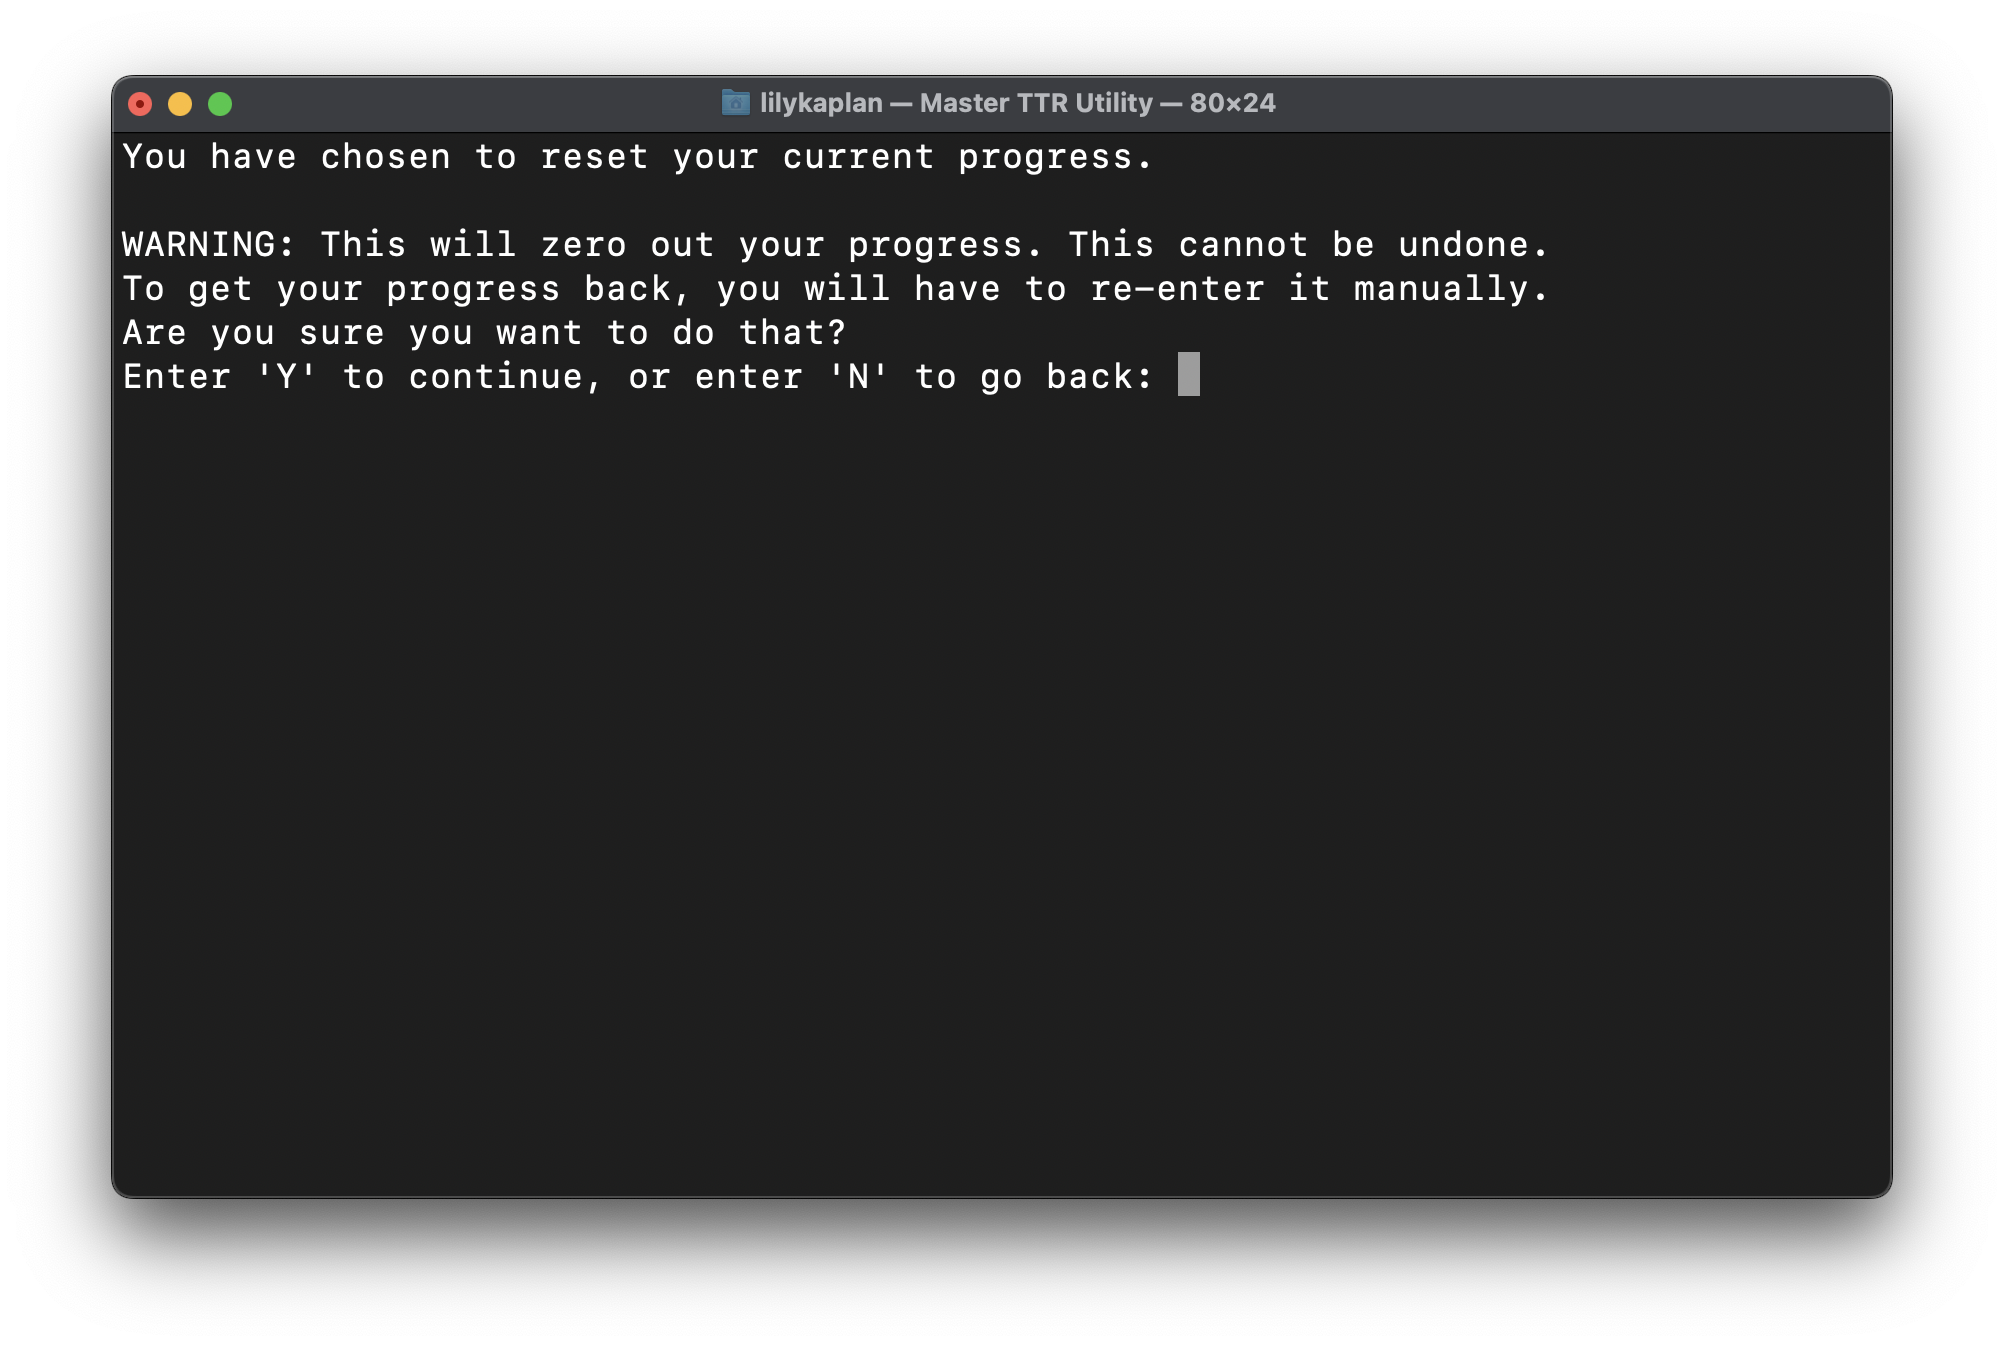 lilykaplan — Master TTR Utility — 80×24
You have chosen to reset your current progress.
WARNING: This will zero out your progress. This cannot be undone.
To get your progress back, you will have to re-enter it manually.
Are you sure you want to do that?
Enter 'Y' to continue, or enter 'N' to go back: